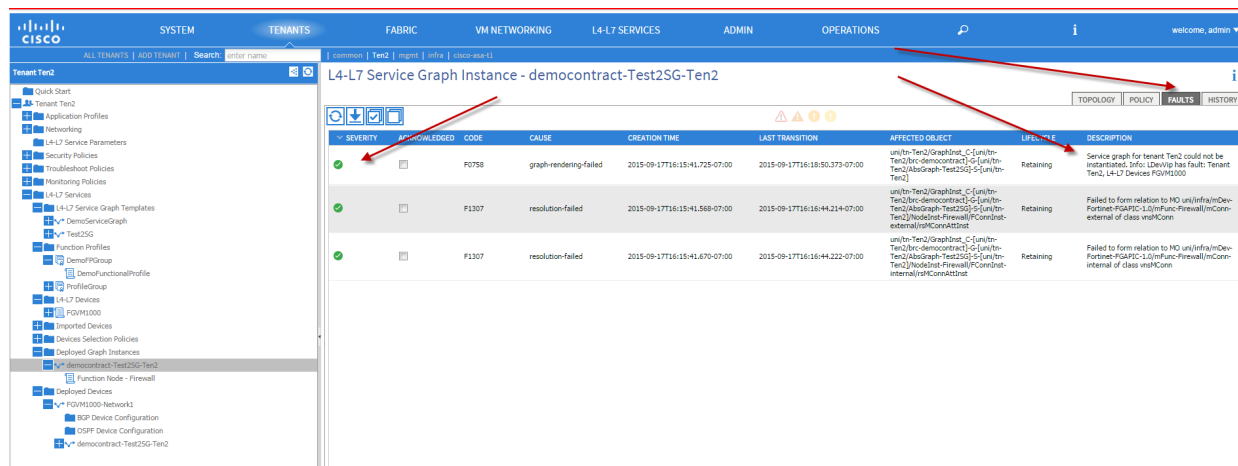 CISCO
SYSTEM TENANTS FABRIC VM NETWORKING L4-L7 SERVICES ADMIN OPERATIONS i welcome, admin
ALL TENANTS | ADD TENANT | Search: enter name | common | Ten2 | mgmt | infra | cisco-asa-t1
Tenant Ten2
Quick Start
Tenant Ten2
Application Profiles
Networking
L4-L7 Service Parameters
Security Policies
Troubleshoot Policies
Monitoring Policies
L4-L7 Services
L4-L7 Service Graph Templates
DemoServiceGraph
Test2SG
Function Profiles
DemoFPGroup
DemoFunctionalProfile
ProfileGroup
L4-L7 Devices
FGVM1000
Imported Devices
Devices Selection Policies
Deployed Graph Instances
democontract-Test2SG-Ten2
Function Node - Firewall
Deployed Devices
FGVM1000-Network1
BGP Device Configuration
OSPF Device Configuration
democontract-Test2SG-Ten2
L4-L7 Service Graph Instance - democontract-Test2SG-Ten2
i
TOPOLOGY POLICY FAULTS HISTORY
SEVERITY ACKNOWLEDGED CODE CAUSE CREATION TIME LAST TRANSITION AFFECTED OBJECT LIFECYCLE DESCRIPTION
F0758 graph-rendering-failed 2015-09-17T16:15:41.725-07:00 2015-09-17T16:18:50.373-07:00
uni/tn-Ten2/GraphInst_C-[uni/tn-
Ten2/brc-democontract]-G-[uni/tn-
Ten2/AbsGraph-Test2SG]-S-[uni/tn-
Ten2]
Retaining
Service graph for tenant Ten2 could not be
instantiated. Info: LDevVip has fault: Tenant
Ten2, L4-L7 Devices FGVM1000
F1307 resolution-failed 2015-09-17T16:15:41.568-07:00 2015-09-17T16:16:44.214-07:00
uni/tn-Ten2/GraphInst_C-[uni/tn-
Ten2/brc-democontract]-G-[uni/tn-
Ten2/AbsGraph-Test2SG]-S-[uni/tn-
Ten2]/NodeInst-Firewall/FConnInst-
external/rsMConnAttInst
Retaining
Failed to form relation to MO uni/infra/mDev-
Fortinet-FGAPIC-1.0/mFunc-Firewall/mConn-
external of class vnsMConn
F1307 resolution-failed 2015-09-17T16:15:41.670-07:00 2015-09-17T16:16:44.222-07:00
uni/tn-Ten2/GraphInst_C-[uni/tn-
Ten2/brc-democontract]-G-[uni/tn-
Ten2/AbsGraph-Test2SG]-S-[uni/tn-
Ten2]/NodeInst-Firewall/FConnInst-
internal/rsMConnAttInst
Retaining
Failed to form relation to MO uni/infra/mDev-
Fortinet-FGAPIC-1.0/mFunc-Firewall/mConn-
internal of class vnsMConn